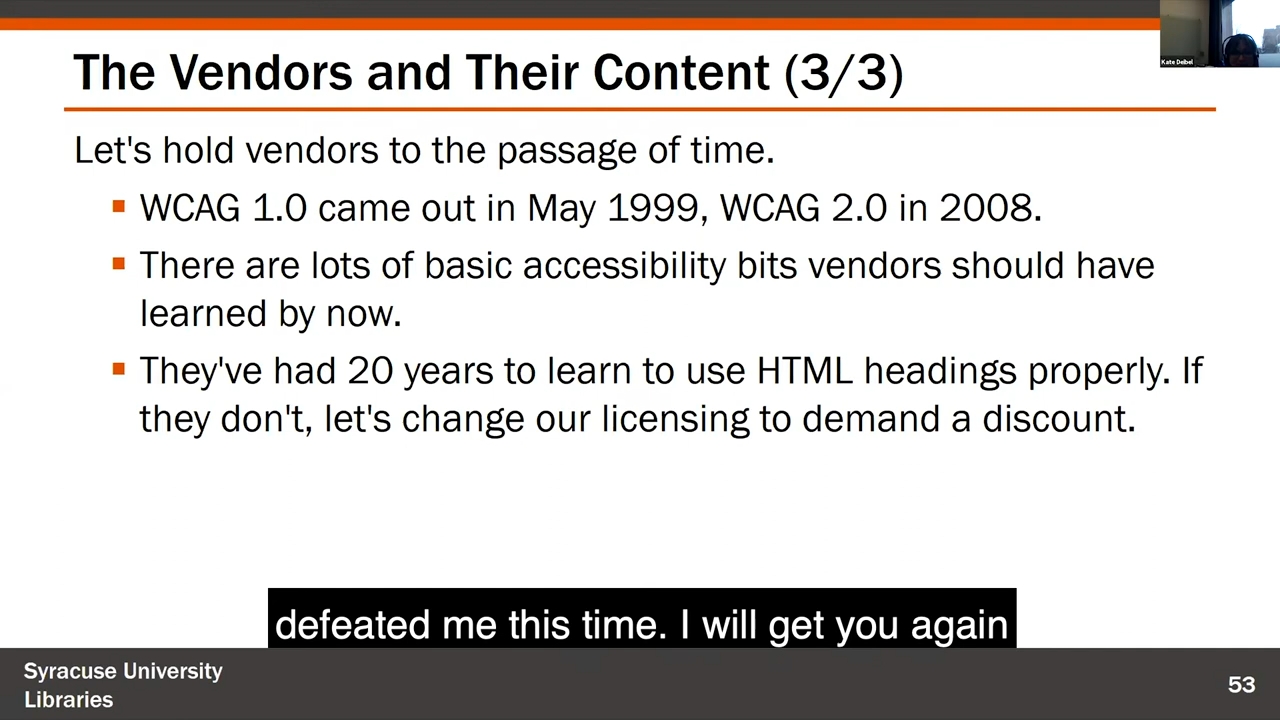 The Vendors and Their Content (3/3)
Kate Deibel
Let's hold vendors to the passage of time.
WCAG 1.0 came out in May 1999, WCAG 2.0 in 2008.
There are lots of basic accessibility bits vendors should have
learned by now.
They've had 20 years to learn to use HTML headings properly. If
they don't, let's change our licensing to demand a discount.
defeated me this time. I will get you again
Syracuse University
Libraries
53